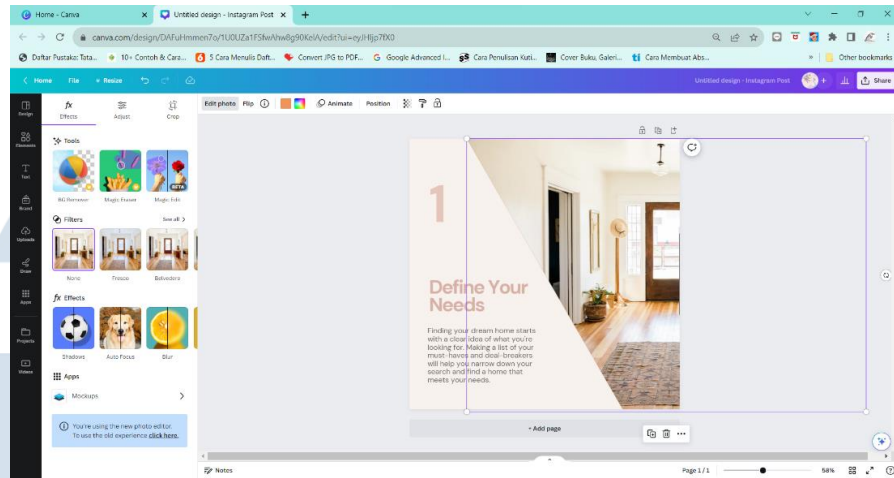 Home - Canva
Untitled design - Instagram Post
canva.com/design/DAFuHmmen7o/1U0UZa1FSfwAhw8g90KelA/edit?ui=eyJHIjp7fX0
Daftar Pustaka: Tata...
10+ Contoh & Cara...
5 Cara Menulis Daft...
Convert JPG to PDF...
Google Advanced I...
Cara Penulisan Kuti...
Cover Buku, Galeri...
Cara Membuat Abs...
Other bookmarks
Home
File
Resize
Untitled design - Instagram Post
Share
Design
Elements
Text
Brand
Uploads
Draw
Apps
Projects
Videos
fx
Effects
Adjust
Crop
Edit photo
Flip
Animate
Position
Tools
BG Remover
Magic Eraser
BETA
Magic Edit
Filters
See all
None
Fresco
Belvedere
fx Effects
Shadows
Auto Focus
Blur
Apps
Mockups
You're using the new photo editor.
To use the old experience click here.
1
Define Your
Needs
Finding your dream home starts
with a clear idea of what you're
looking for. Making a list of your
must-haves and deal-breakers
will help you narrow down your
search and find a home that
meets your needs.
+ Add page
Notes
Page 1 / 1
58%